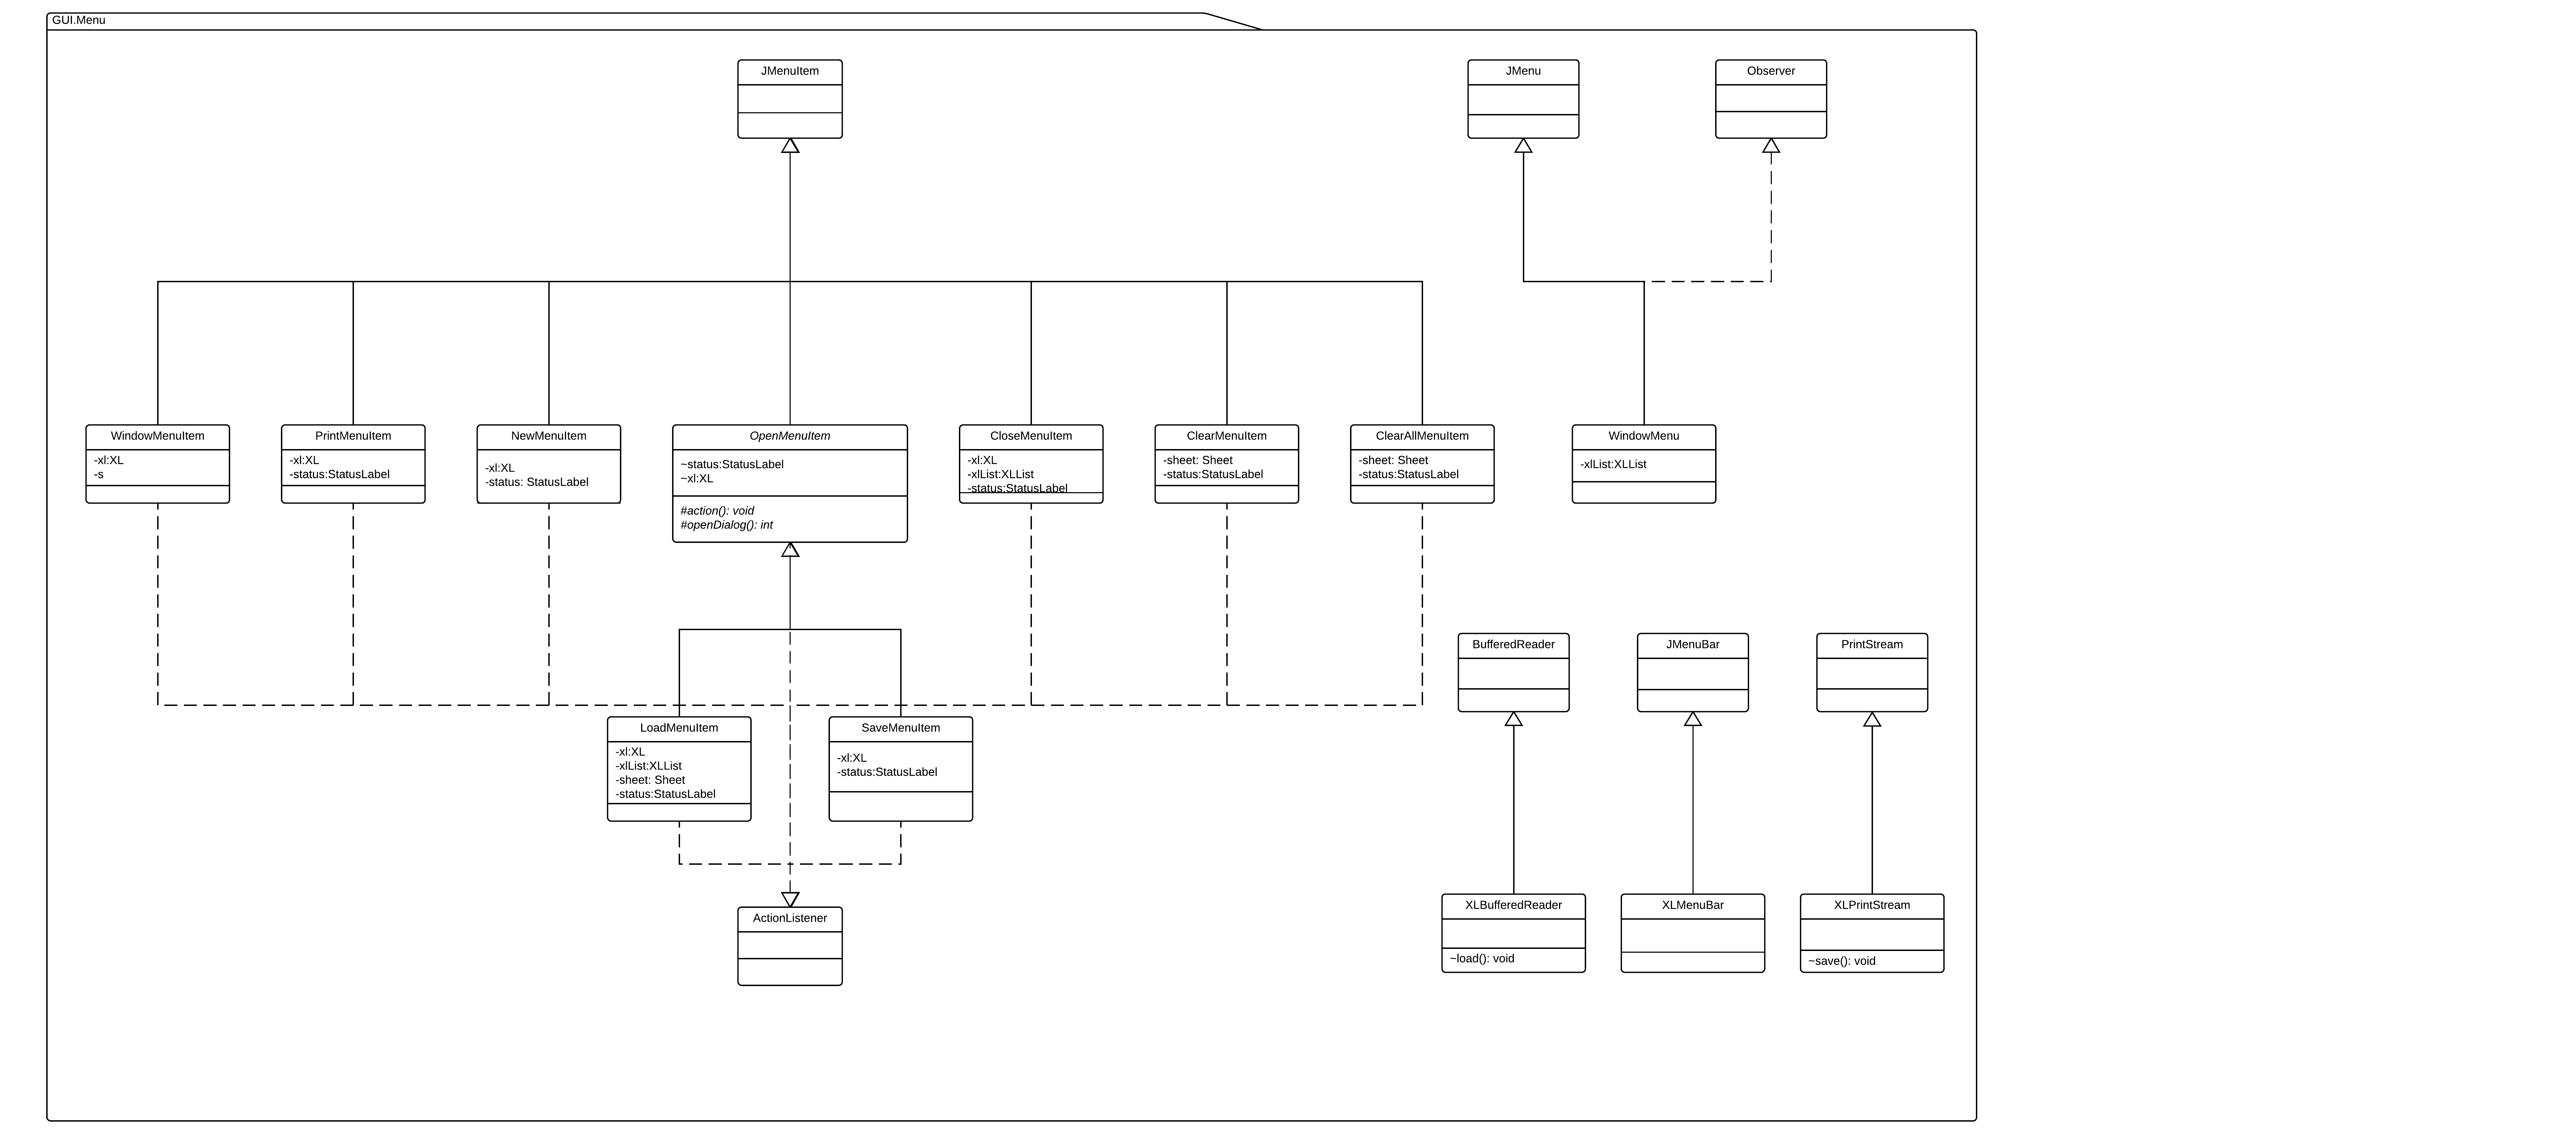 GUI.Menu
JMenuItem
JMenu
Observer
WindowMenuItem
-xl:XL
-s
PrintMenuItem
-xl:XL
-status:StatusLabel
NewMenuItem
-xl:XL
-status: StatusLabel
OpenMenuItem
~status:StatusLabel
~xl:XL
#action(): void
#openDialog(): int
CloseMenuItem
-xl:XL
-xlList:XLList
-status:StatusLabel
ClearMenuItem
-sheet: Sheet
-status:StatusLabel
ClearAllMenuItem
-sheet: Sheet
-status:StatusLabel
WindowMenu
-xlList:XLList
BufferedReader
JMenuBar
PrintStream
LoadMenuItem
-xl:XL
-xlList:XLList
-sheet: Sheet
-status:StatusLabel
SaveMenuItem
-xl:XL
-status:StatusLabel
ActionListener
XLBufferedReader
~load(): void
XLMenuBar
XLPrintStream
~save(): void